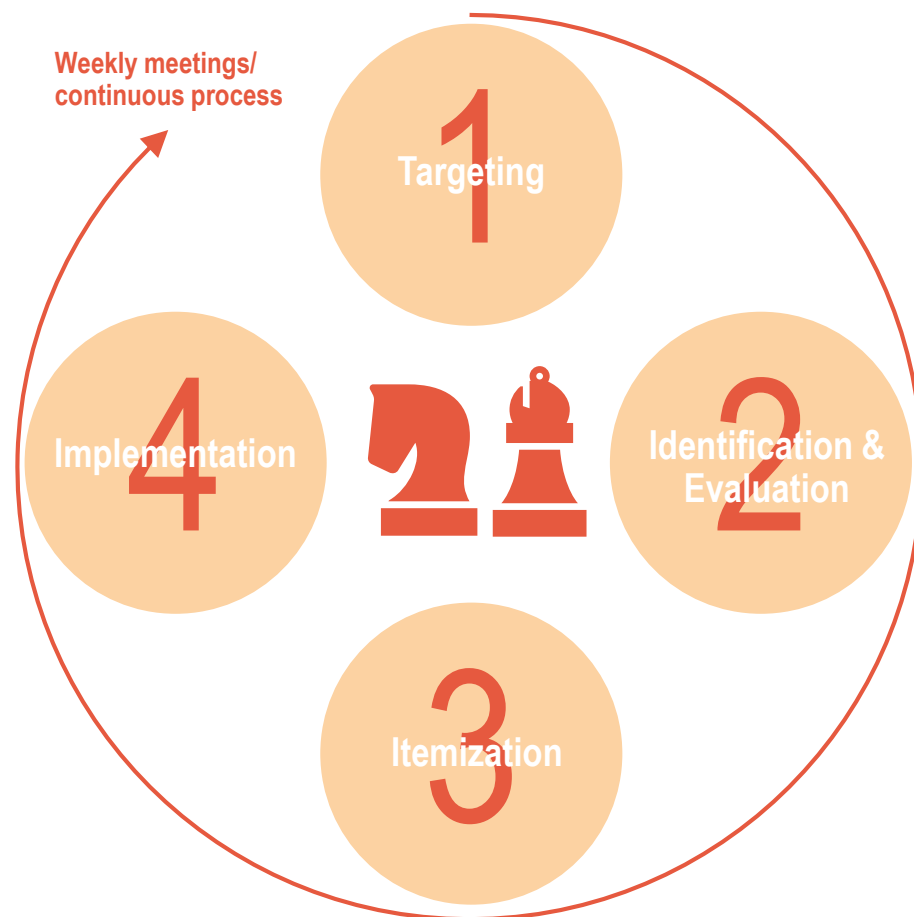 Weekly meetings/
continuous process
1
Targeting
2
Identification &
Evaluation
3
Itemization
4
Implementation